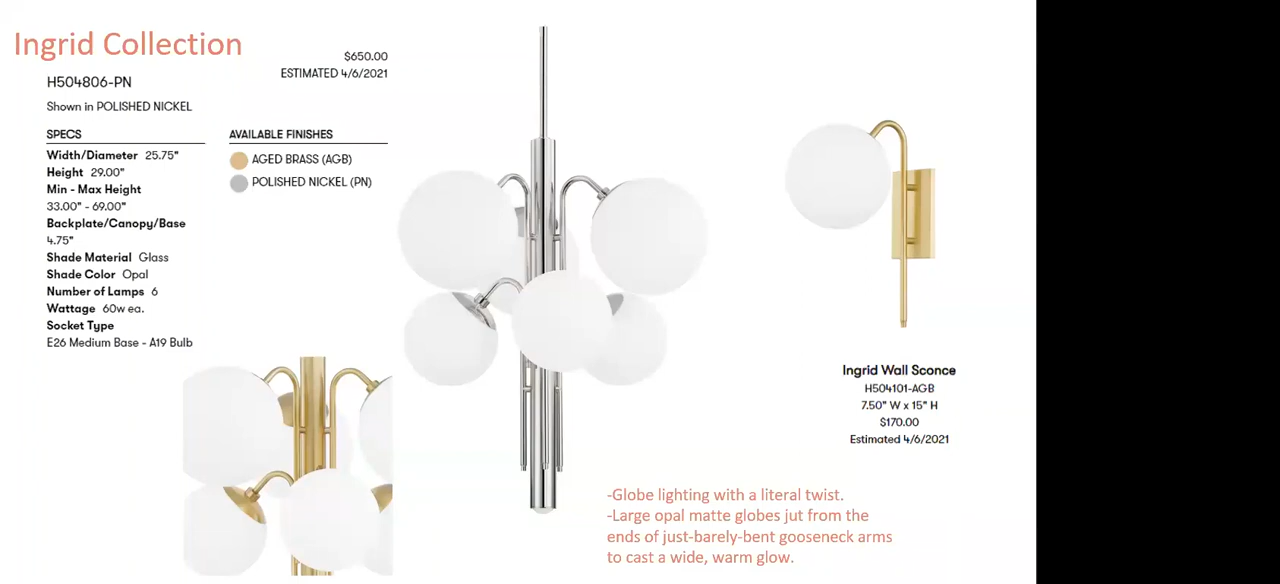 Ingrid Collection
$650.00
ESTIMATED 4/6/2021
H504806-PN
Shown in POLISHED NICKEL
SPECS
Width/Diameter 25.75"
Height 29.00"
Min - Max Height
33.00" - 69.00"
Backplate/Canopy/Base
4.75"
Shade Material Glass
Shade Color Opal
Number of Lamps 6
Wattage 60w ea.
Socket Type
E26 Medium Base - A19 Bulb
AVAILABLE FINISHES
AGED BRASS (AGB)
POLISHED NICKEL (PN)
Ingrid Wall Sconce
H504101-AGB
7.50" W x 15" H
$170.00
Estimated 4/6/2021
-Globe lighting with a literal twist.
-Large opal matte globes jut from the
ends of just-barely-bent gooseneck arms
to cast a wide, warm glow.